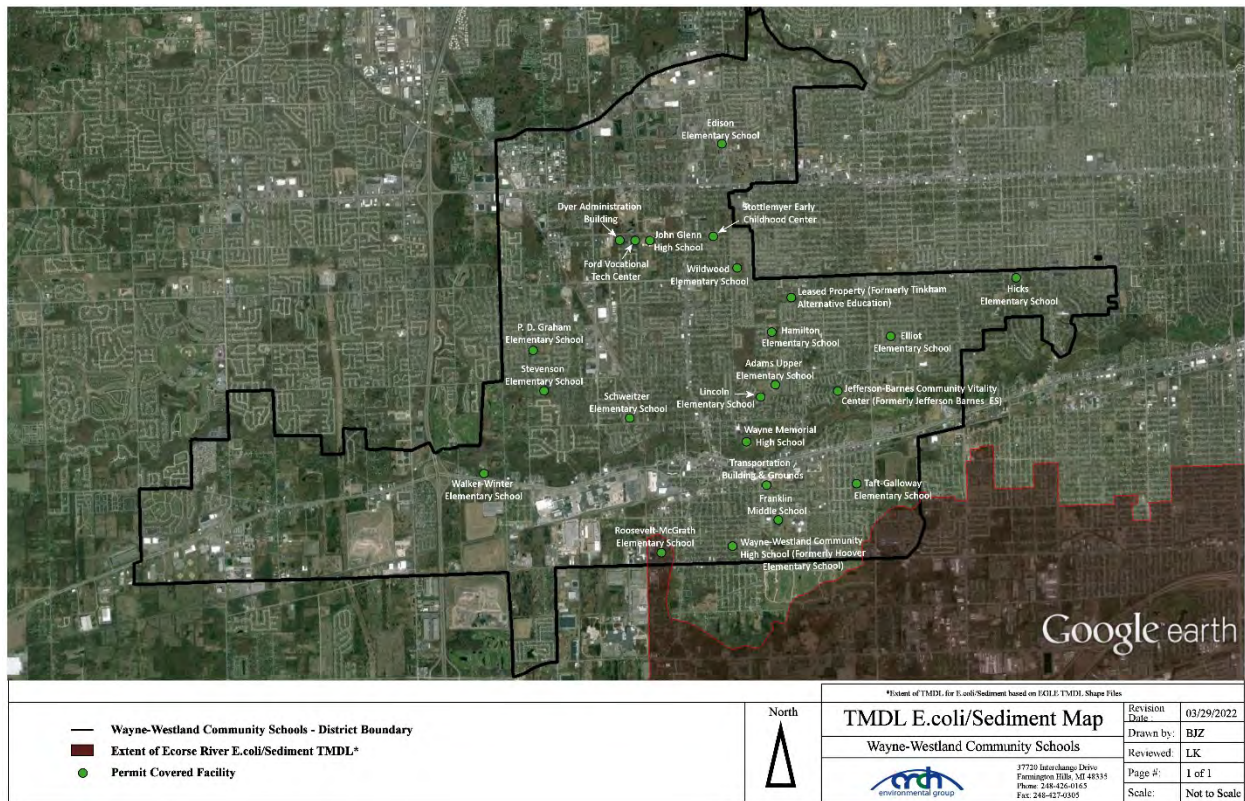 Edison
Elementary School
Dyer Administration
Building
Stottlemyer Early
Childhood Center
John Glenn
High School
Ford Vocational
Tech Center
Wildwood
Elementary School
Hicks
Elementary School
Leased Property (Formerly Tinkham
Alternative Education)
P. D. Graham
Elementary School
Hamilton
Elementary School
Elliot
Elementary School
Stevenson
Elementary School
Adams Upper
Elementary School
Lincoln
Elementary School
Jefferson-Barnes Community Vitality
Center (Formerly Jefferson Barnes ES)
Schweitzer
Elementary School
Wayne Memorial
High School
Walker-Winter
Elementary School
Transportation
Building & Grounds
Taft-Galloway
Elementary School
Franklin
Middle School
Roosevelt-McGrath
Elementary School
Wayne-Westland Community
High School (Formerly Hoover
Elementary School)
Google earth
Wayne-Westland Community Schools - District Boundary
Extent of Ecorse River E.coli/Sediment TMDL*
Permit Covered Facility
North
*Extent of TMDL for E.coli/Sediment based on EGLE TMDL Shape Files
TMDL E.coli/Sediment Map
Wayne-Westland Community Schools
environmental group
37720 Interchange Drive
Farmington Hills, MI 48335
Phone: 248-426-0165
Fax: 248-427-0305
Revision Date : 03/29/2022
Drawn by: BJZ
Reviewed: LK
Page #: 1 of 1
Scale: Not to Scale